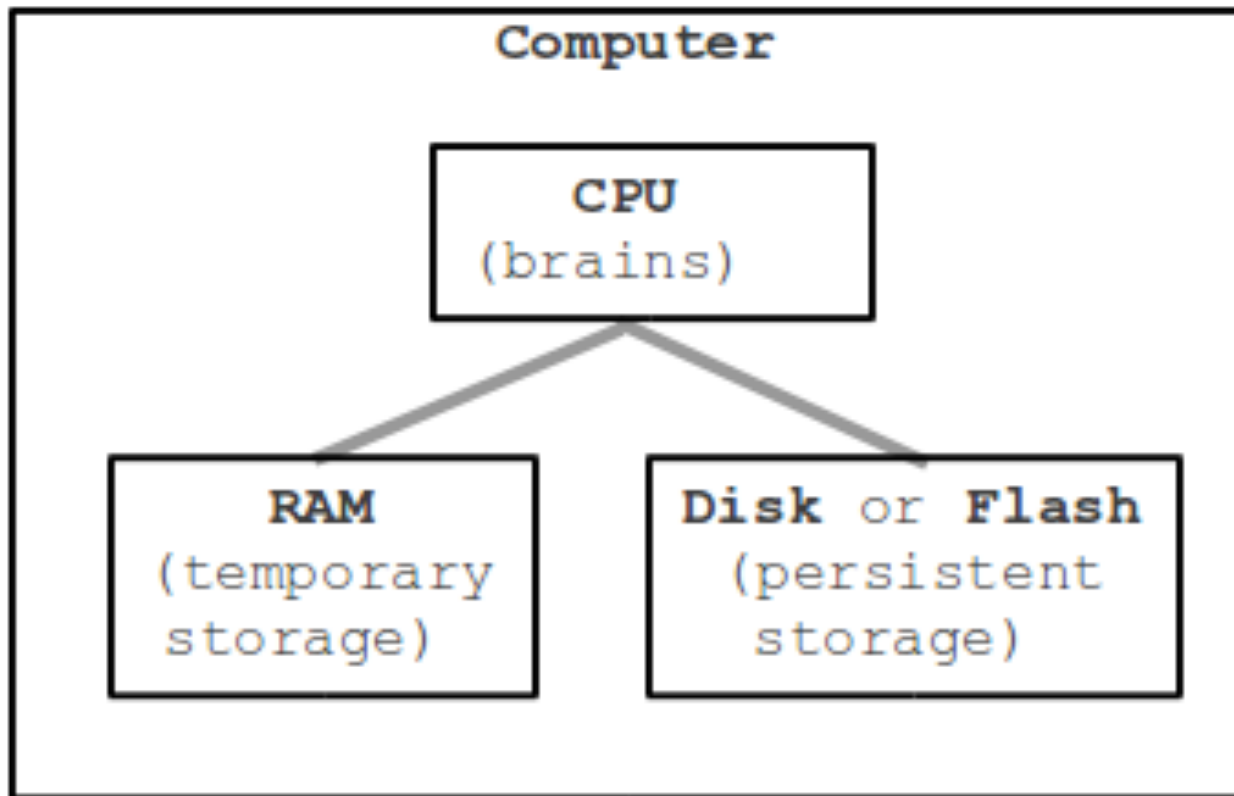 Computer
CPU
(brains)
RAM
(temporary
storage)
Disk or Flash
(persistent
storage)